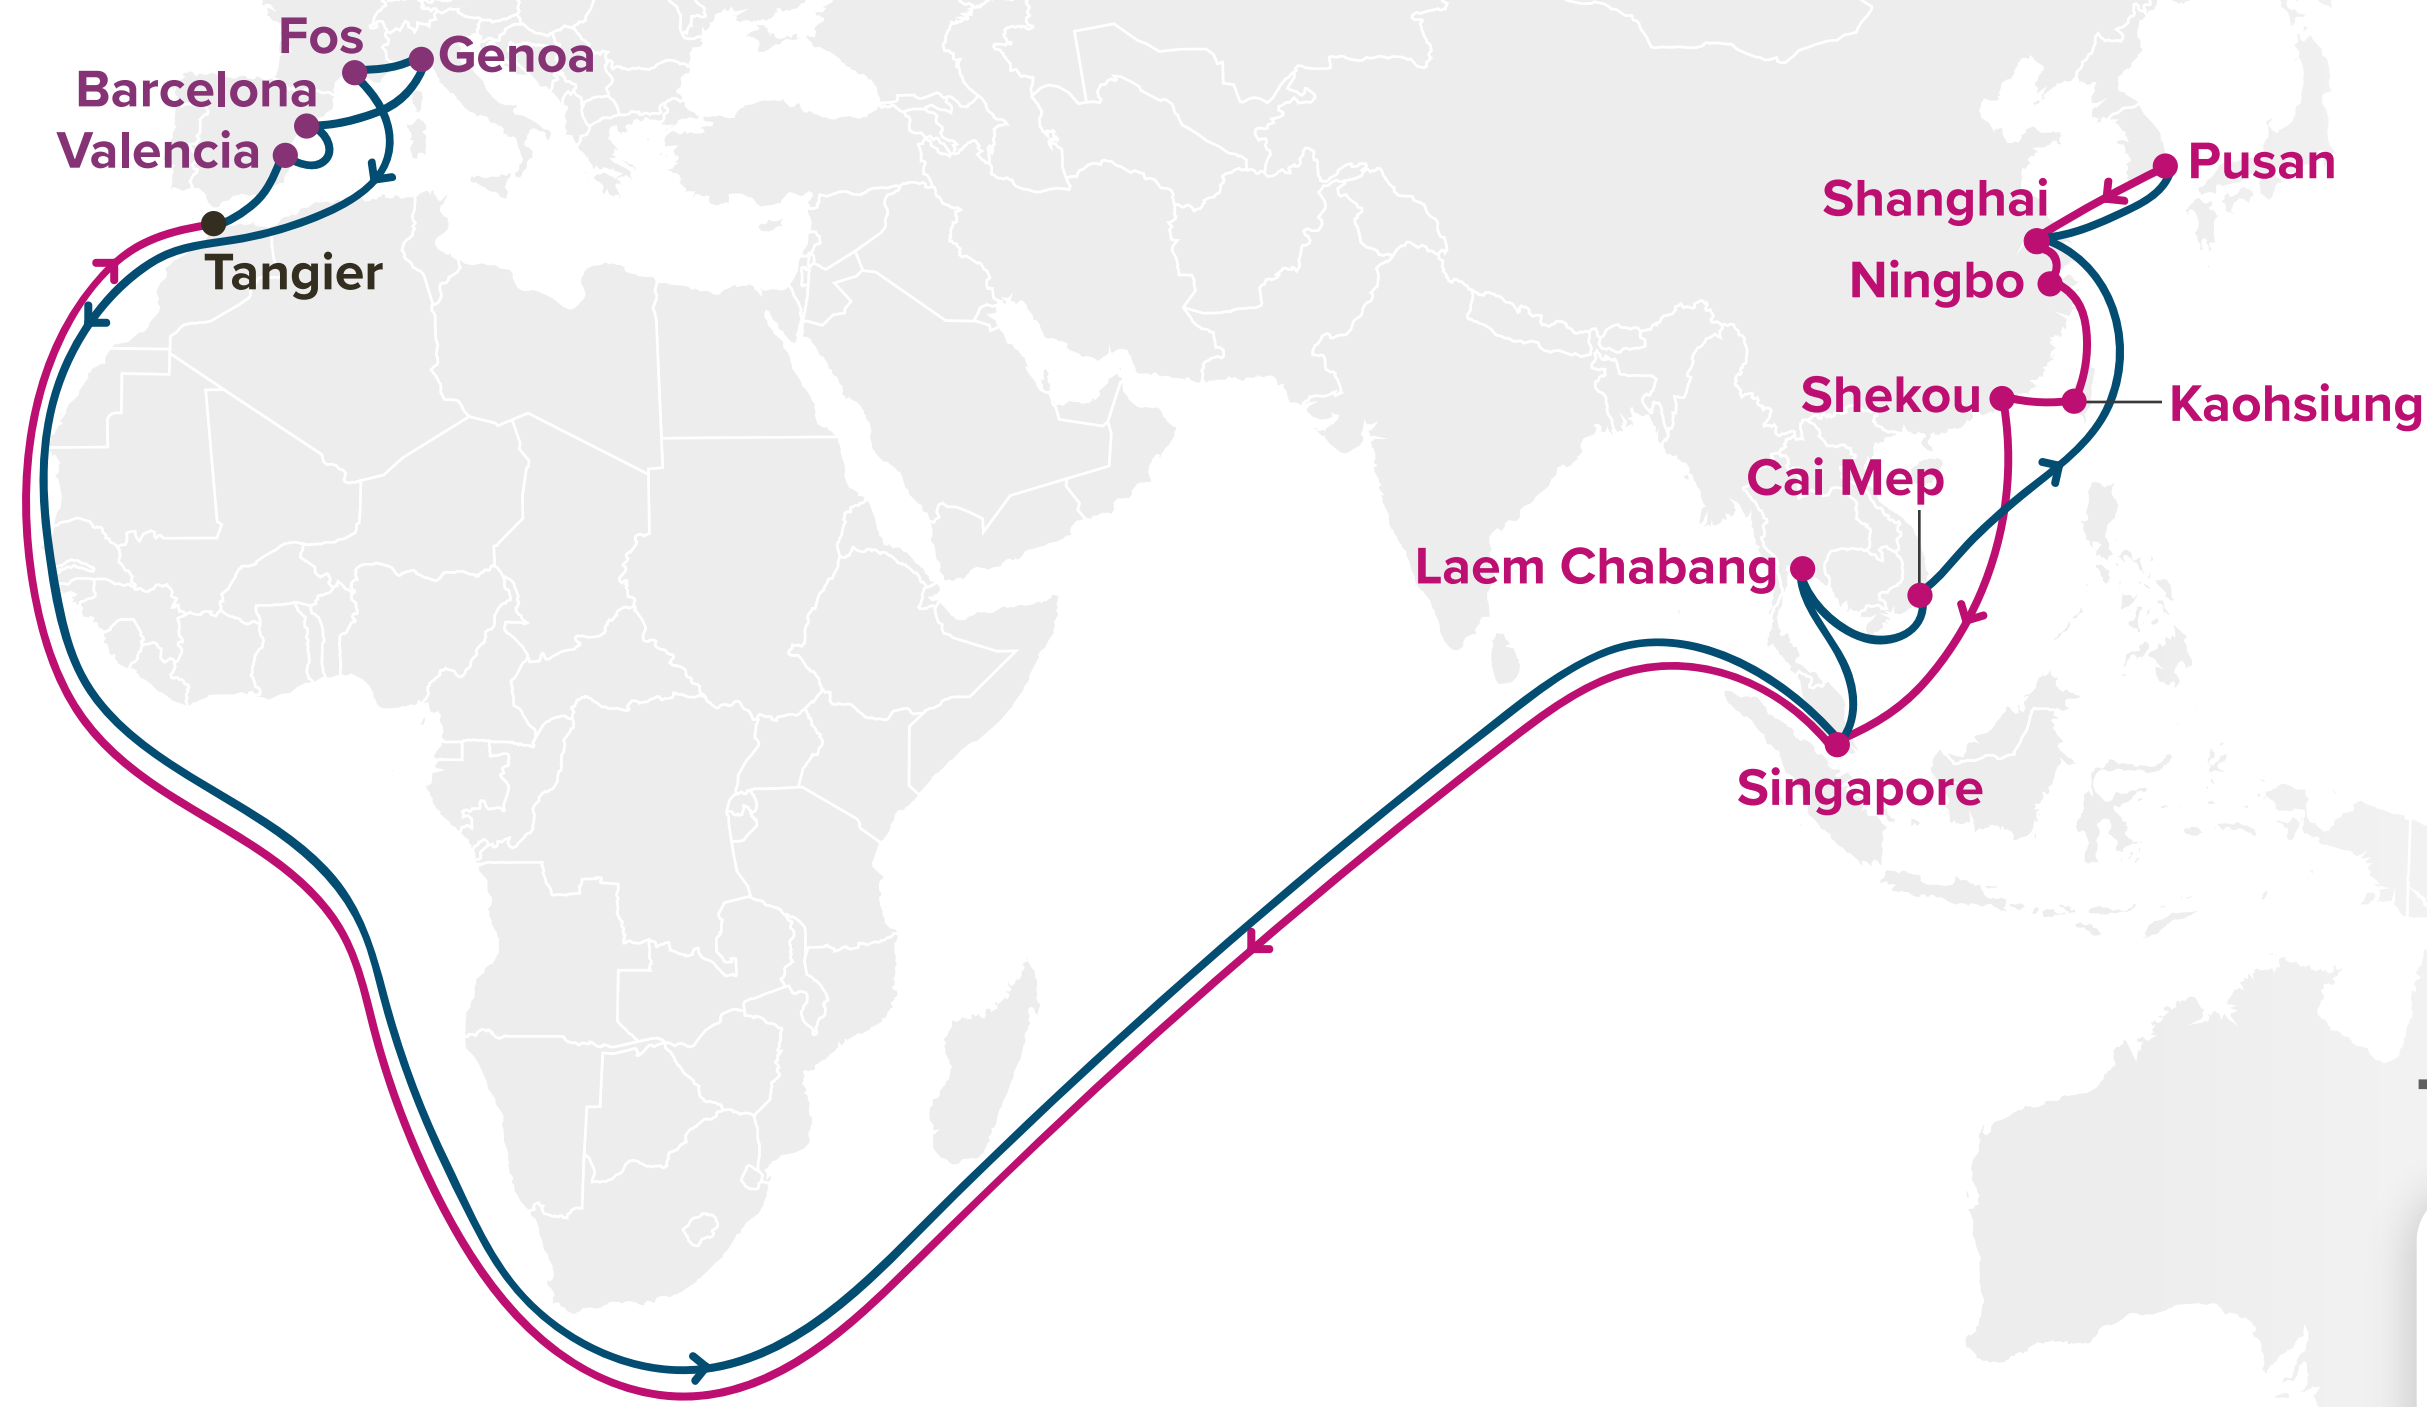 Fos
Genoa
Barcelona
Valencia
Tangier
Pusan
Shanghai
Ningbo
Shekou
Kaohsiung
Cai Mep
Laem Chabang
Singapore